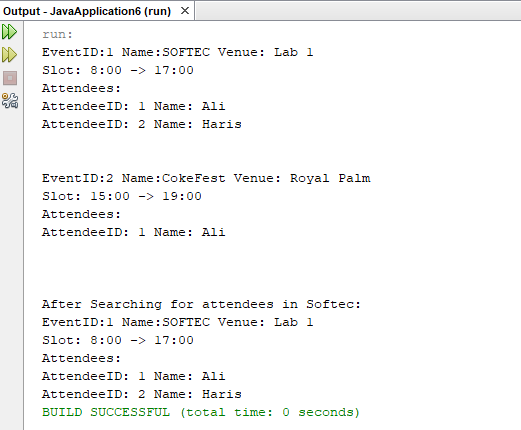 Output - JavaApplication6 (run) ×
run:
EventID:1 Name:SOFTEC Venue: Lab 1
Slot: 8:00 -> 17:00
Attendees:
AttendeeID: 1 Name: Ali
AttendeeID: 2 Name: Haris
EventID:2 Name:CokeFest Venue: Royal Palm
Slot: 15:00 -> 19:00
Attendees:
AttendeeID: 1 Name: Ali
After Searching for attendees in Softec:
EventID:1 Name:SOFTEC Venue: Lab 1
Slot: 8:00 -> 17:00
Attendees:
AttendeeID: 1 Name: Ali
AttendeeID: 2 Name: Haris
BUILD SUCCESSFUL (total time: 0 seconds)